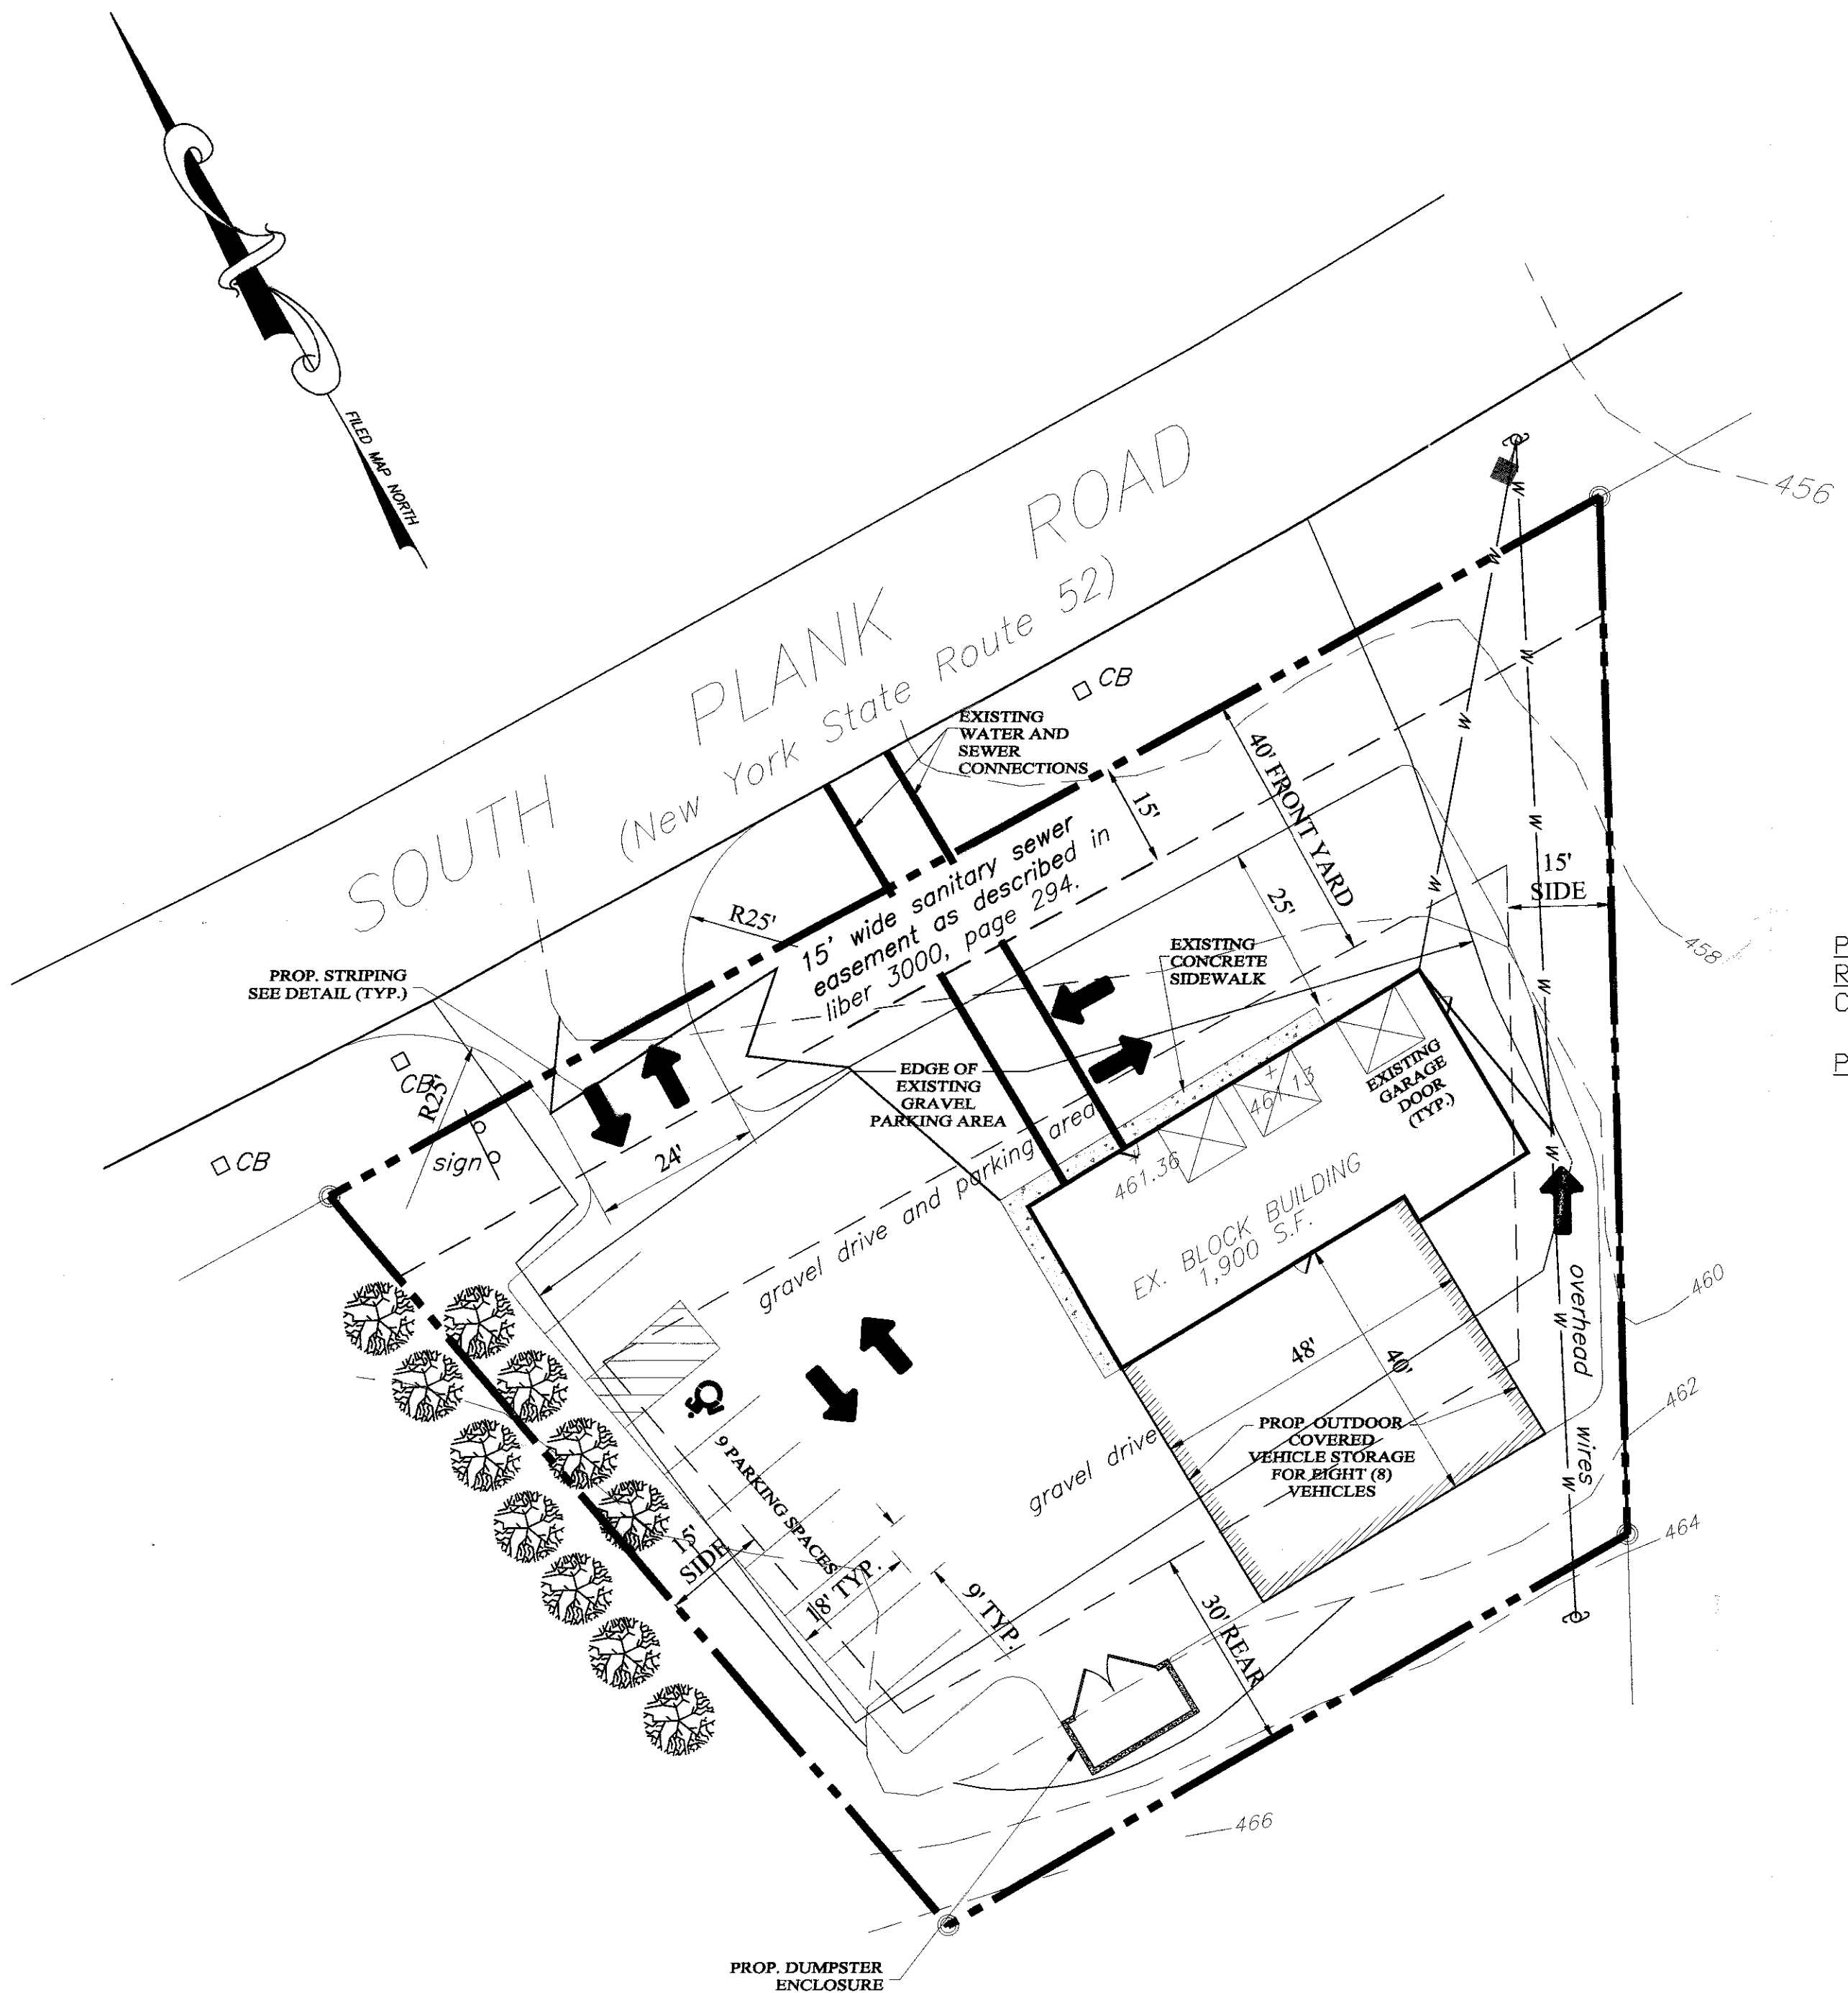 FILED MAP NORTH
SOUTH PLANK ROAD
(New York State Route 52)
456
CB
EXISTING
WATER AND
SEWER
CONNECTIONS
15'
40' FRONT YARD
15' wide sanitary sewer
easement as described in
liber 3000, page 294.
25'
15'
SIDE
458
R25'
PROP. STRIPING
SEE DETAIL (TYP.)
EXISTING
CONCRETE
SIDEWALK
P
R
C
P
CB
R25'
CB
sign
24'
EDGE OF
EXISTING
GRAVEL
PARKING AREA
EXISTING
GARAGE
DOOR
(TYP.)
461.13
461.36
gravel drive and parking area
EX. BLOCK BUILDING
1,900 S.F.
W
W
W
W
W
W
W
W
W
W
W
overhead wires
460
48'
40'
PROP. OUTDOOR
COVERED
VEHICLE STORAGE
FOR EIGHT (8)
VEHICLES
462
gravel drive
9 PARKING SPACES
15'
SIDE
18' TYP.
9' TYP.
30' REAR
464
466
PROP. DUMPSTER
ENCLOSURE